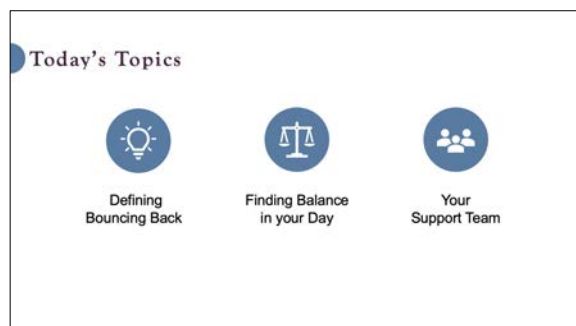 Today's Topics
Defining
Bouncing Back
Finding Balance
in your Day
Your
Support Team